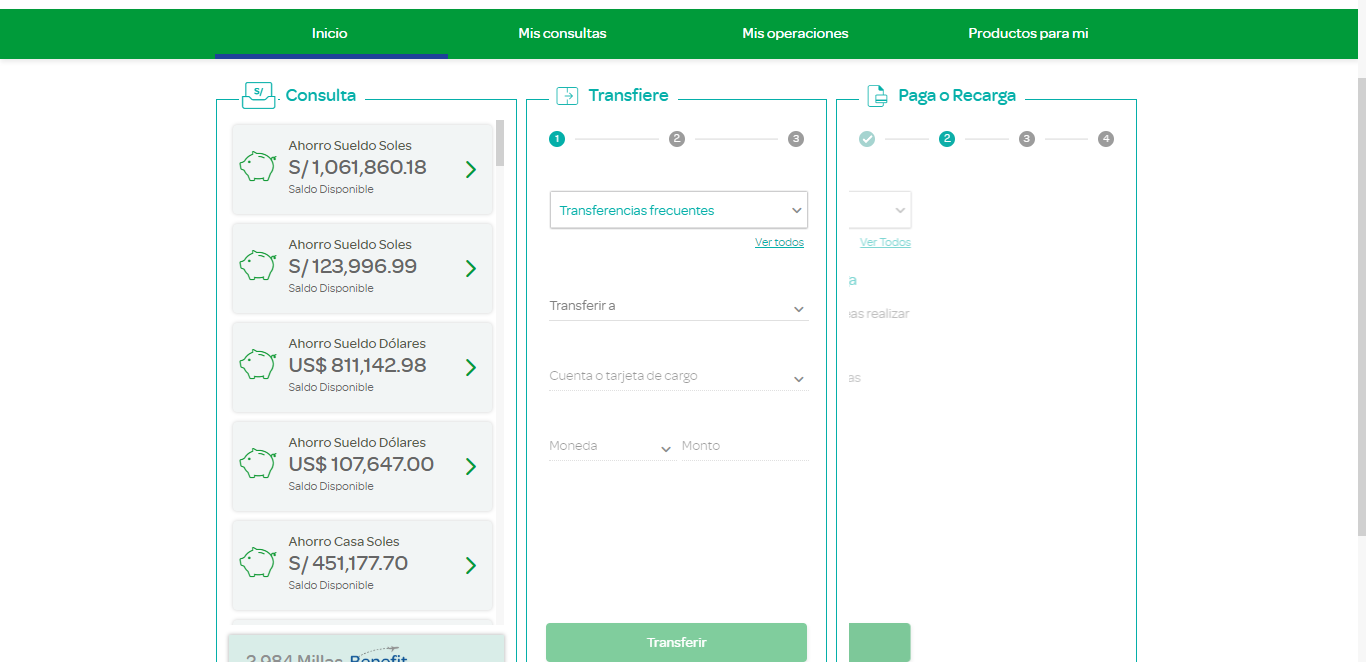 Inicio
Mis consultas
Mis operaciones
Productos para mi
S/
Consulta
Ahorro Sueldo Soles
S/ 1,061,860.18
Saldo Disponible
Ahorro Sueldo Soles
S/ 123,996.99
Saldo Disponible
Ahorro Sueldo Dólares
US$ 811,142.98
Saldo Disponible
Ahorro Sueldo Dólares
US$ 107,647.00
Saldo Disponible
Ahorro Casa Soles
S/ 451,177.70
Saldo Disponible
2,984 Millas Benefit
Transfiere
1 2 3
Transferencias frecuentes
Ver todos
Transferir a
Cuenta o tarjeta de cargo
Moneda Monto
Transferir
Paga o Recarga
2 3 4
Ver Todos
a
as realizar
as